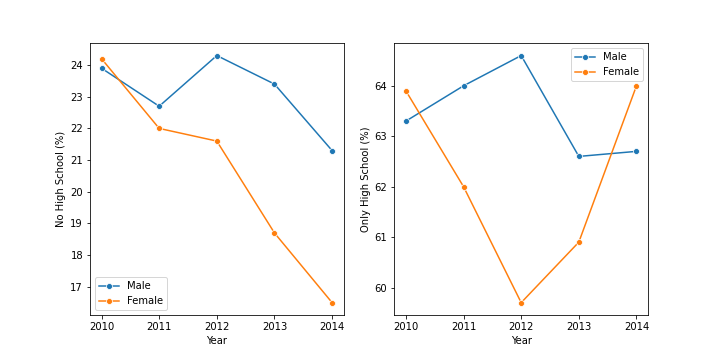 No High School (%)
24
23
22
21
20
19
18
17
Male
Female
2010
2011
2012
2013
2014
Year
Only High School (%)
64
63
62
61
60
Male
Female
2010
2011
2012
2013
2014
Year